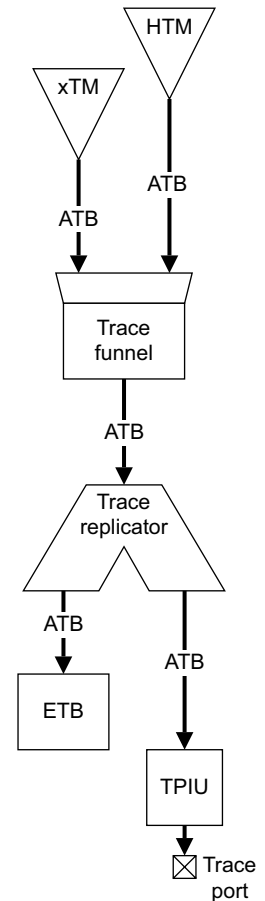 HTM
xTM
ATB
ATB
Trace
funnel
ATB
Trace
replicator
ATB
ATB
ETB
TPIU
Trace
port